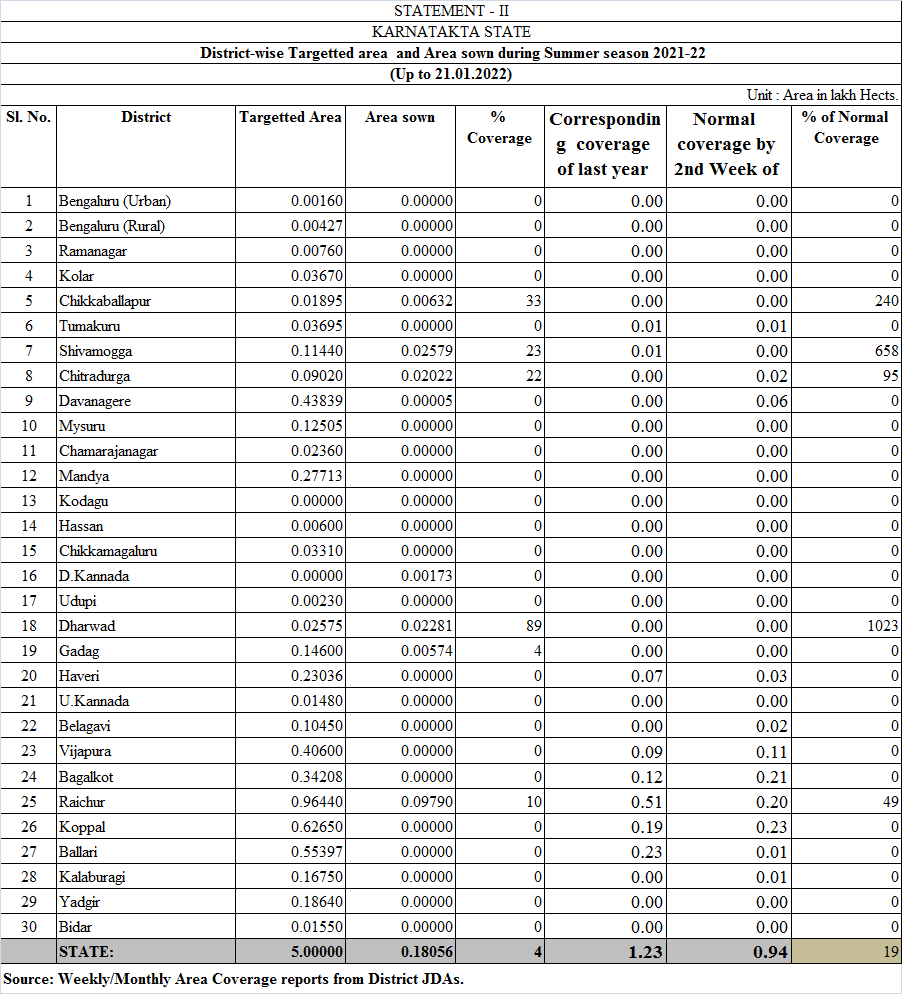 STATEMENT - II
KARNATAKTA STATE
District-wise Targetted area and Area sown during Summer season 2021-22
(Up to 21.01.2022)
Unit : Area in lakh Hects.
Sl. No. District Targetted Area Area sown % Coverage Correspondin g coverage of last year Normal coverage by 2nd Week of % of Normal Coverage
1 Bengaluru (Urban) 0.00160 0.00000 0 0.00 0.00 0
2 Bengaluru (Rural) 0.00427 0.00000 0 0.00 0.00 0
3 Ramanagar 0.00760 0.00000 0 0.00 0.00 0
4 Kolar 0.03670 0.00000 0 0.00 0.00 0
5 Chikkaballapur 0.01895 0.00632 33 0.00 0.00 240
6 Tumakuru 0.03695 0.00000 0 0.01 0.01 0
7 Shivamogga 0.11440 0.02579 23 0.01 0.00 658
8 Chitradurga 0.09020 0.02022 22 0.00 0.02 95
9 Davanagere 0.43839 0.00005 0 0.00 0.06 0
10 Mysuru 0.12505 0.00000 0 0.00 0.00 0
11 Chamarajanagar 0.02360 0.00000 0 0.00 0.00 0
12 Mandya 0.27713 0.00000 0 0.00 0.00 0
13 Kodagu 0.00000 0.00000 0 0.00 0.00 0
14 Hassan 0.00600 0.00000 0 0.00 0.00 0
15 Chikkamagaluru 0.03310 0.00000 0 0.00 0.00 0
16 D.Kannada 0.00000 0.00173 0 0.00 0.00 0
17 Udupi 0.00230 0.00000 0 0.00 0.00 0
18 Dharwad 0.02575 0.02281 89 0.00 0.00 1023
19 Gadag 0.14600 0.00574 4 0.00 0.00 0
20 Haveri 0.23036 0.00000 0 0.07 0.03 0
21 U.Kannada 0.01480 0.00000 0 0.00 0.00 0
22 Belagavi 0.10450 0.00000 0 0.00 0.02 0
23 Vijapura 0.40600 0.00000 0 0.09 0.11 0
24 Bagalkot 0.34208 0.00000 0 0.12 0.21 0
25 Raichur 0.96440 0.09790 10 0.51 0.20 49
26 Koppal 0.62650 0.00000 0 0.19 0.23 0
27 Ballari 0.55397 0.00000 0 0.23 0.01 0
28 Kalaburagi 0.16750 0.00000 0 0.00 0.01 0
29 Yadgir 0.18640 0.00000 0 0.00 0.00 0
30 Bidar 0.01550 0.00000 0 0.00 0.00 0
STATE: 5.00000 0.18056 4 1.23 0.94 19
Source: Weekly/Monthly Area Coverage reports from District JDAs.